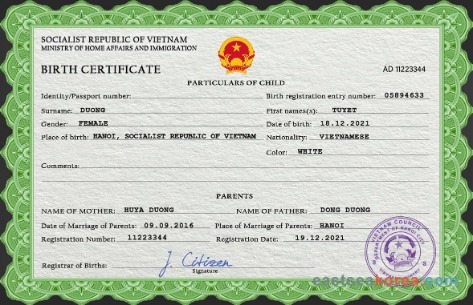 SOCIALIST REPUBLIC OF VIETNAM
MINISTRY OF HOME AFFAIRS AND IMMIGRATION
BIRTH CERTIFICATE
AD 11223344
PARTICULARS OF CHILD
Identity/Passport number:
Birth registration entry number: 05894633
Surname: DUONG
First names(s): TUYET
Gender: FEMALE
Date of birth: 18.12.2021
Place of birth: HANOI, SOCIALIST REPUBLIC OF VIETNAM
Nationality: VIETNAMESE
Color: WHITE
Comments:
PARENTS
NAME OF MOTHER: HUYA DUONG
NAME OF FATHER: DONG DUONG
Date of Marriage of Parents: 09.09.2016
Place of Marriage of Parents: HANOI
Registration Number: 11223344
Registration Date: 19.12.2021
Registrar of Births: J. Citizen
Signature
VIETNAM COUNCIL
eastseakorea.com